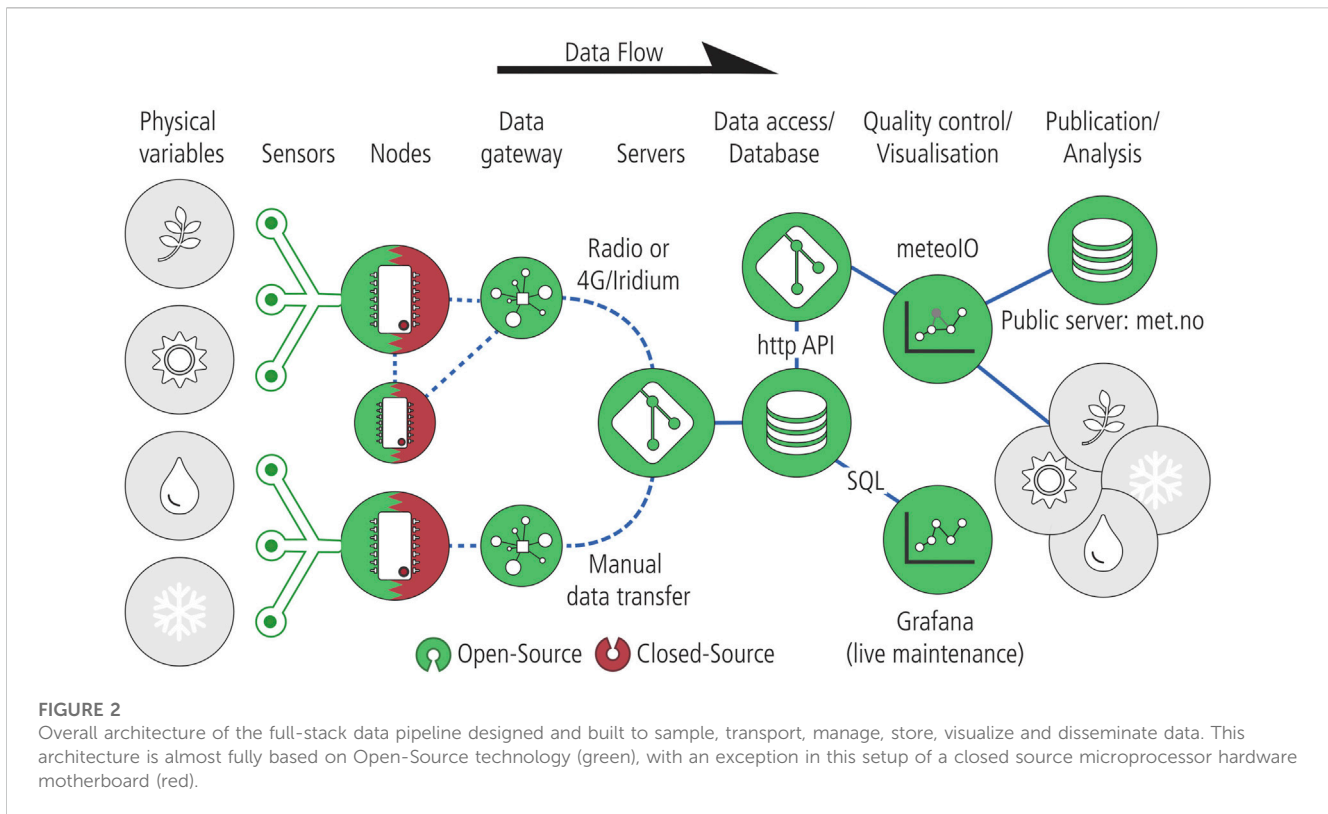 Data Flow
Physical
variables
Sensors
Nodes
Data
gateway
Servers
Data access/
Database
Quality control/
Visualisation
Publication/
Analysis
Radio or
4G/Iridium
meteoIO
Public server: met.no
http API
SQL
Manual
data transfer
Grafana
(live maintenance)
Open-Source
Closed-Source
FIGURE 2
Overall architecture of the full-stack data pipeline designed and built to sample, transport, manage, store, visualize and disseminate data. This
architecture is almost fully based on Open-Source technology (green), with an exception in this setup of a closed source microprocessor hardware
motherboard (red).